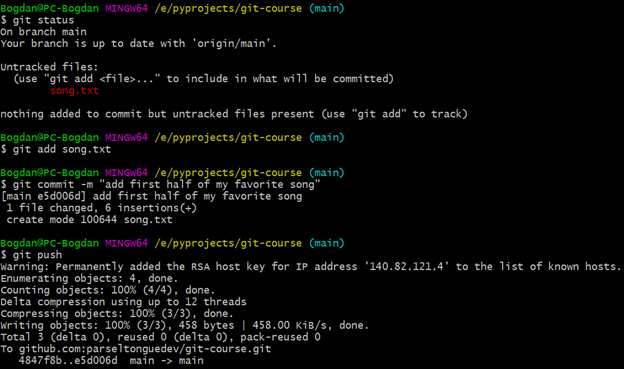 Bogdan@PC-Bogdan MINGW64 /e/pyprojects/git-course (main)
$ git status
On branch main
Your branch is up to date with 'origin/main'.
Untracked files:
  (use "git add <file>..." to include in what will be committed)
        song.txt
nothing added to commit but untracked files present (use "git add" to track)
Bogdan@PC-Bogdan MINGW64 /e/pyprojects/git-course (main)
$ git add song.txt
Bogdan@PC-Bogdan MINGW64 /e/pyprojects/git-course (main)
$ git commit -m "add first half of my favorite song"
[main e5d006d] add first half of my favorite song
 1 file changed, 6 insertions(+)
 create mode 100644 song.txt
Bogdan@PC-Bogdan MINGW64 /e/pyprojects/git-course (main)
$ git push
Warning: Permanently added the RSA host key for IP address '140.82.121.4' to the list of known hosts.
Enumerating objects: 4, done.
Counting objects: 100% (4/4), done.
Delta compression using up to 12 threads
Compressing objects: 100% (3/3), done.
Writing objects: 100% (3/3), 458 bytes | 458.00 KiB/s, done.
Total 3 (delta 0), reused 0 (delta 0), pack-reused 0
To github.com:parseltonguedev/git-course.git
   4847f8b..e5d006d  main -> main